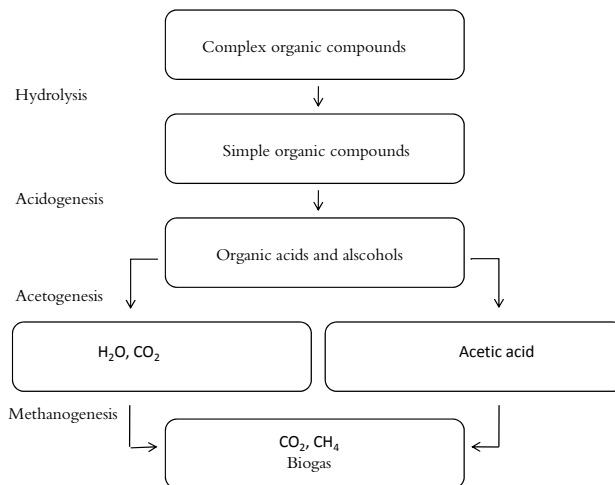 Complex organic compounds
Hydrolysis
Simple organic compounds
Acidogenesis
Organic acids and alscohols
Acetogenesis
H₂O, CO₂
Acetic acid
Methanogenesis
CO₂, CH₄
Biogas